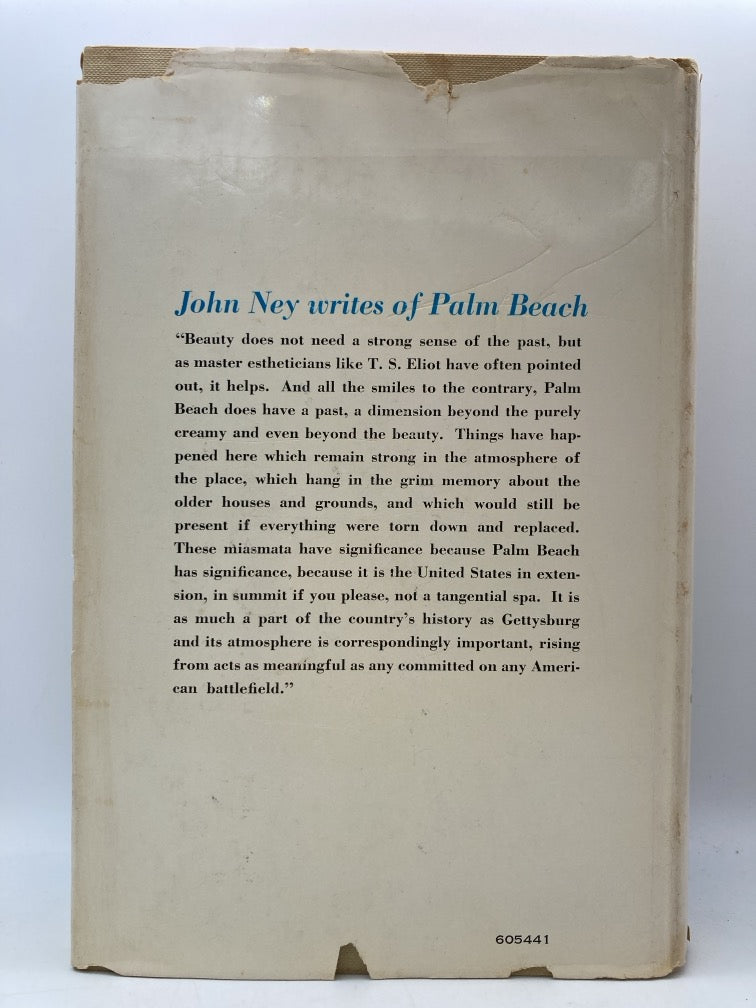 John Ney writes of Palm Beach
“Beauty does not need a strong sense of the past, but
as master estheticians like T. S. Eliot have often pointed
out, it helps. And all the smiles to the contrary, Palm
Beach does have a past, a dimension beyond the purely
creamy and even beyond the beauty. Things have hap-
pened here which remain strong in the atmosphere of
the place, which hang in the grim memory about the
older houses and grounds, and which would still be
present if everything were torn down and replaced.
These miasmata have significance because Palm Beach
has significance, because it is the United States in exten-
sion, in summit if you please, not a tangential spa. It is
as much a part of the country’s history as Gettysburg
and its atmosphere is correspondingly important, rising
from acts as meaningful as any committed on any Ameri-
can battlefield.”
605441